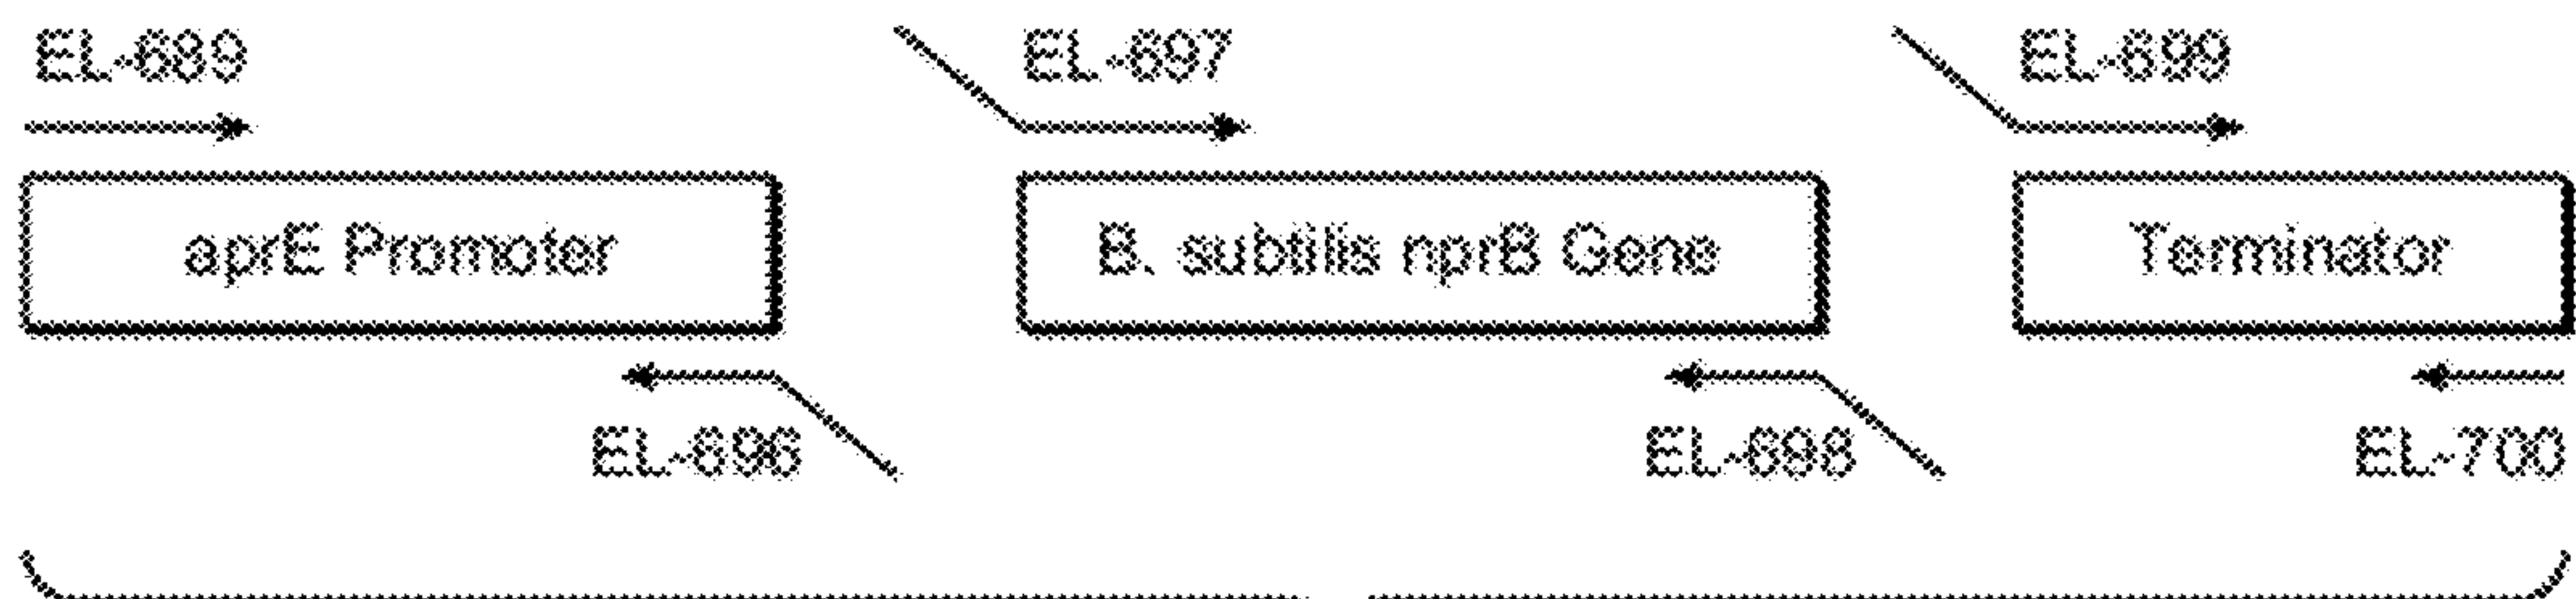 EL-689 EL-697 EL-699
aprE Promoter B. subtilis nprB Gene Terminator
EL-696 EL-698 EL-700